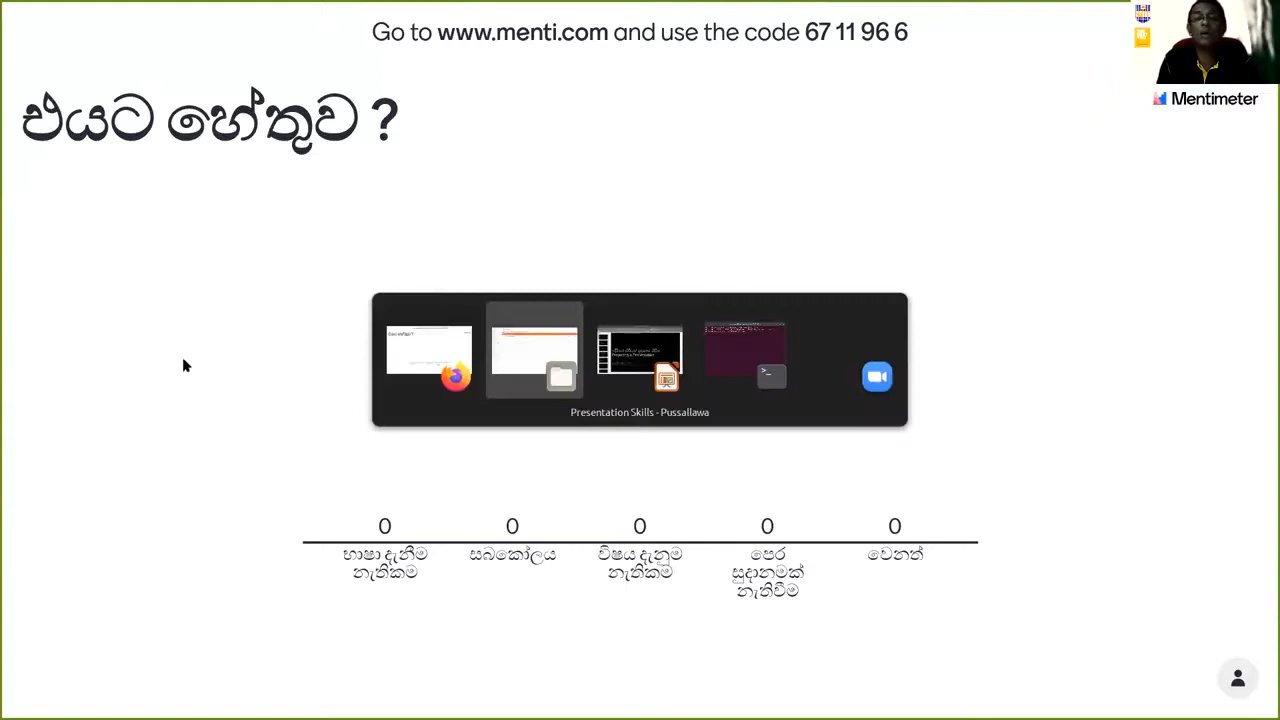 Go to www.menti.com and use the code 67 11 96 6
Mentimeter
එයට හේතුව ?
Presentation Skills - Pussallawa
0 0 0 0 0
භාෂා දැනීම නැතිකම
සබකෝලය
විෂය දැනුම නැතිකම
පෙර සුදානමක් නැතිවීම
වෙනත්